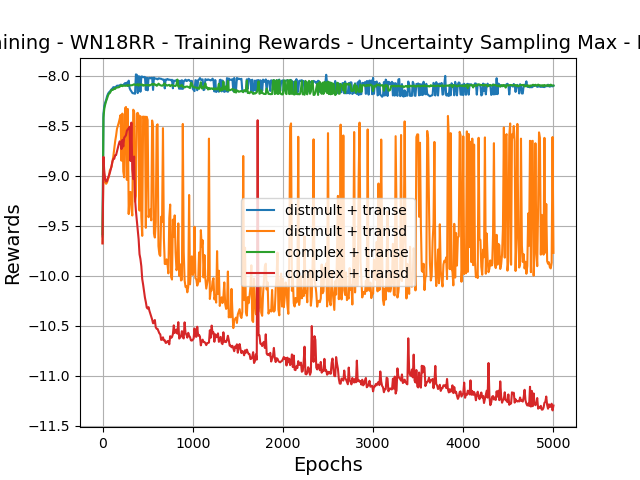 ining - WN18RR - Training Rewards - Uncertainty Sampling Max -
−8.0
−8.5
−9.0
−9.5
−10.0
−10.5
−11.0
−11.5
Rewards
distmult + transe
distmult + transd
complex + transe
complex + transd
0 1000 2000 3000 4000 5000
Epochs